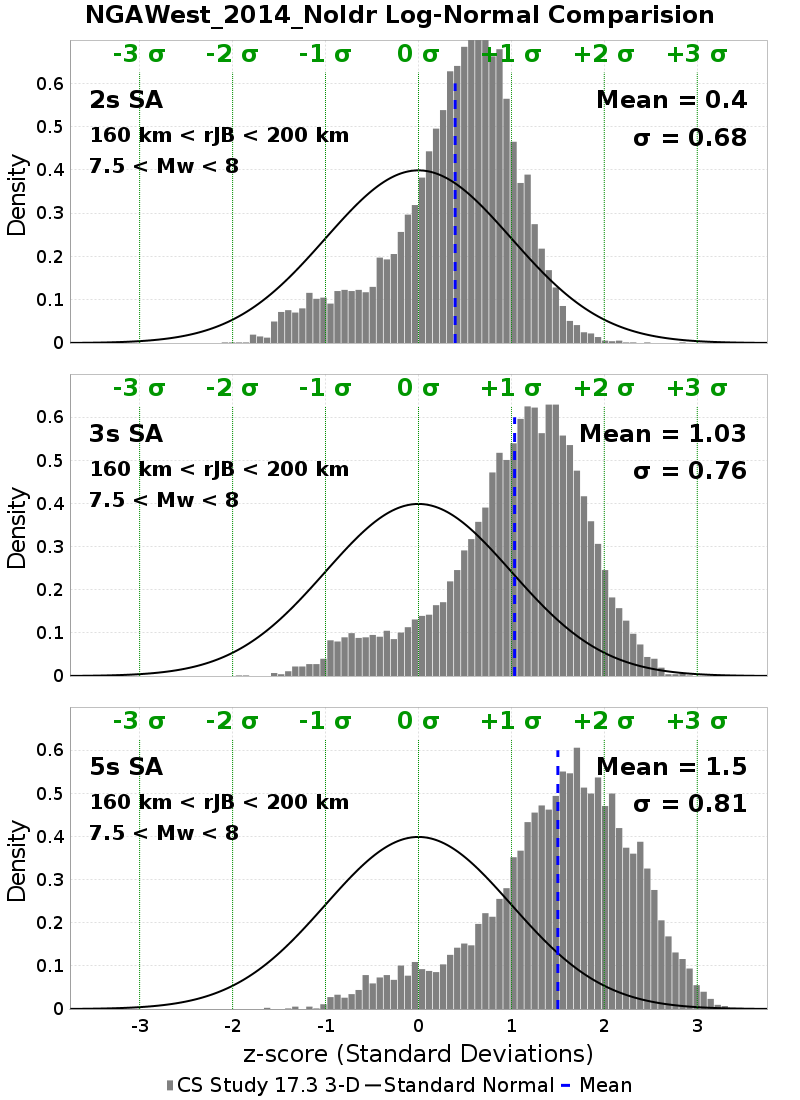 NGAWest_2014_NoIdr Log-Normal Comparision
-3 σ -2 σ -1 σ 0 σ +1 σ +2 σ +3 σ
2s SA
160 km < rJB < 200 km
7.5 < Mw < 8
Mean = 0.4
σ = 0.68
Density
0.6
0.5
0.4
0.3
0.2
0.1
0
-3 σ -2 σ -1 σ 0 σ +1 σ +2 σ +3 σ
3s SA
160 km < rJB < 200 km
7.5 < Mw < 8
Mean = 1.03
σ = 0.76
Density
0.6
0.5
0.4
0.3
0.2
0.1
0
-3 σ -2 σ -1 σ 0 σ +1 σ +2 σ +3 σ
5s SA
160 km < rJB < 200 km
7.5 < Mw < 8
Mean = 1.5
σ = 0.81
Density
0.6
0.5
0.4
0.3
0.2
0.1
0
-3 -2 -1 0 1 2 3
z-score (Standard Deviations)
CS Study 17.3 3-D Standard Normal Mean